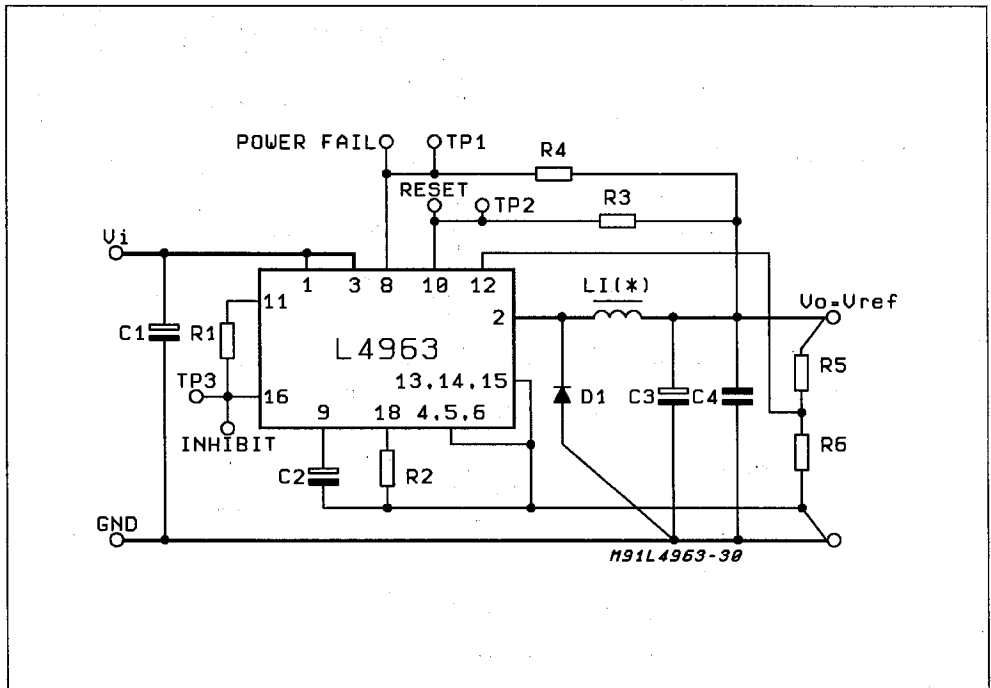 POWER FAIL
TP1
R4
RESET
TP2
R3
Vi
1 3 8 10 12
LI(*)
2
Vo=Vref
11
C1
R1
L4963
13,14,15
R5
TP3
16
9 18 4,5,6
D1
C3
C4
INHIBIT
R6
C2
R2
GND
M91L4963-30